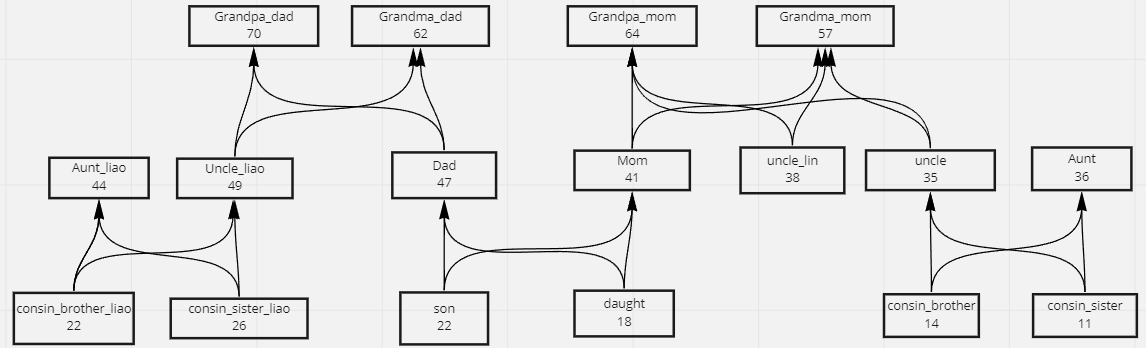 Grandpa_dad
70
Grandma_dad
62
Grandpa_mom
64
Grandma_mom
57
Aunt_liao
44
Uncle_liao
49
Dad
47
Mom
41
uncle_lin
38
uncle
35
Aunt
36
consin_brother_liao
22
consin_sister_liao
26
son
22
daught
18
consin_brother
14
consin_sister
11